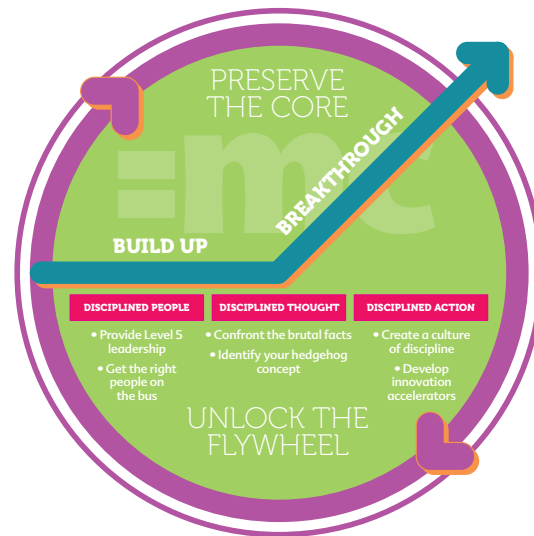 PRESERVE
THE CORE
=mc
BREAKTHROUGH
BUILD UP
DISCIPLINED PEOPLE
• Provide Level 5
leadership
• Get the right
people on
the bus
DISCIPLINED THOUGHT
• Confront the brutal facts
• Identify your hedgehog
concept
DISCIPLINED ACTION
• Create a culture
of discipline
• Develop
innovation
accelerators
UNLOCK THE
FLYWHEEL